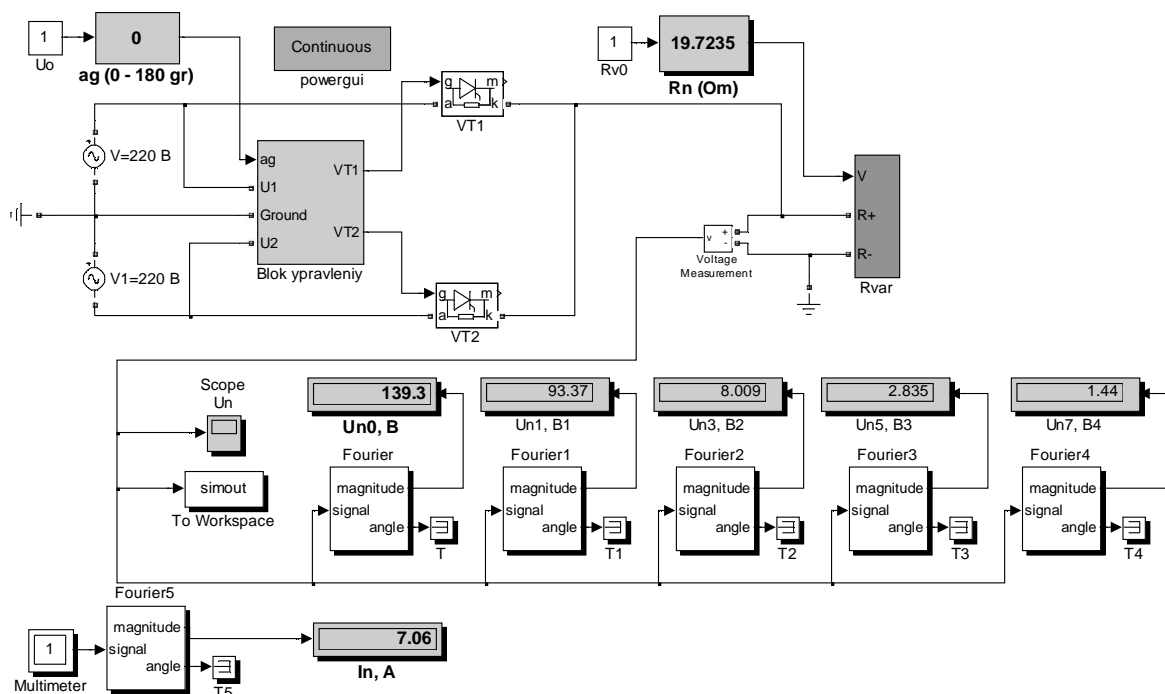 1
Uo
0
ag (0 - 180 gr)
Continuous
powergui
1
Rv0
19.7235
Rn (Om)
g m
a k
VT1
V=220 B
V1=220 B
ag
U1
Ground
U2
VT1
VT2
Blok ypravleniy
g m
a k
VT2
v
+
-
Voltage
Measurement
V
R+
R-
Rvar
Scope
Un
simout
To Workspace
139.3
Un0, B
93.37
Un1, B1
8.009
Un3, B2
2.835
Un5, B3
1.44
Un7, B4
Fourier
signal
magnitude
angle
T
Fourier1
signal
magnitude
angle
T1
Fourier2
signal
magnitude
angle
T2
Fourier3
signal
magnitude
angle
T3
Fourier4
signal
magnitude
angle
T4
1
Multimeter
Fourier5
signal
magnitude
angle
T5
7.06
In, A